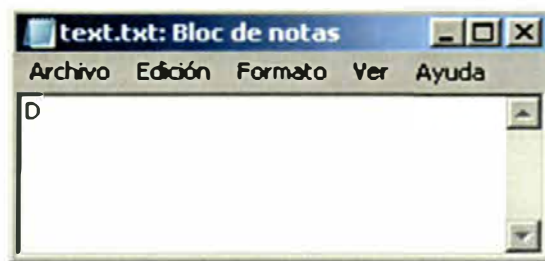 text.txt: Bloc de notas
Archivo Edición Formato Ver Ayuda
D